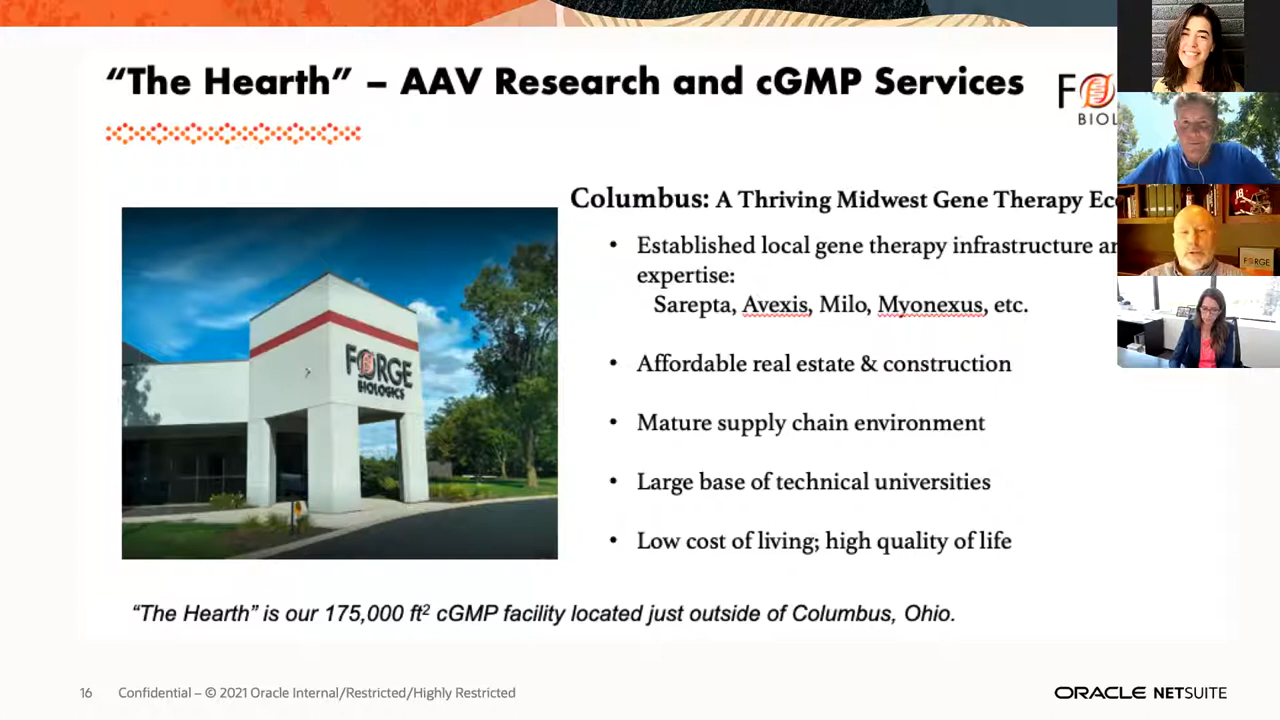 “The Hearth” – AAV Research and cGMP Services
Columbus: A Thriving Midwest Gene Therapy
• Established local gene therapy infrastructure
expertise:
Sarepta, Avexis, Milo, Myonexus, etc.
• Affordable real estate & construction
• Mature supply chain environment
• Large base of technical universities
• Low cost of living; high quality of life
FORGE
BIOLOGICS
FORGE
“The Hearth” is our 175,000 ft² cGMP facility located just outside of Columbus, Ohio.
16 Confidential – © 2021 Oracle Internal/Restricted/Highly Restricted
ORACLE NETSUITE